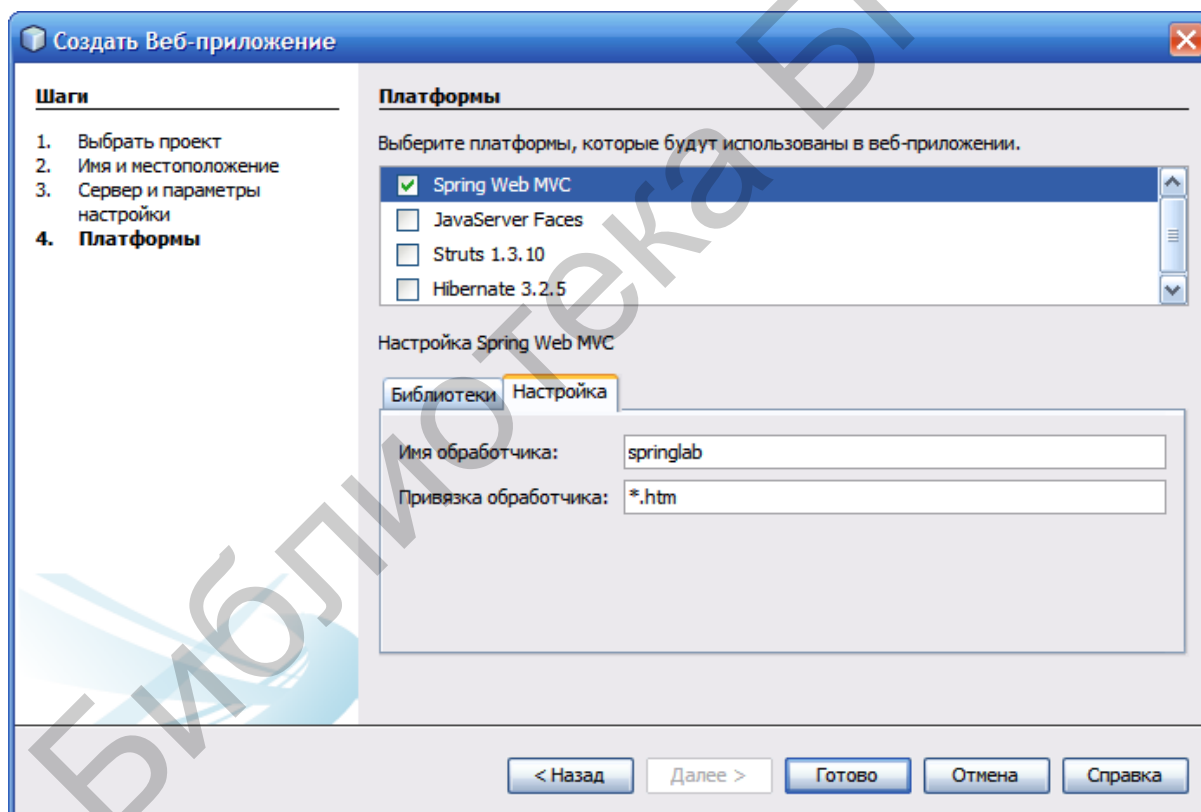 Создать Веб-приложение
Шаги
1. Выбрать проект
2. Имя и местоположение
3. Сервер и параметры
настройки
4. Платформы
Платформы
Выберите платформы, которые будут использованы в веб-приложении.
Spring Web MVC
JavaServer Faces
Struts 1.3.10
Hibernate 3.2.5
Настройка Spring Web MVC
Библиотеки Настройка
Имя обработчика: springlab
Привязка обработчика: *.htm
< Назад Далее > Готово Отмена Справка
Библиотека